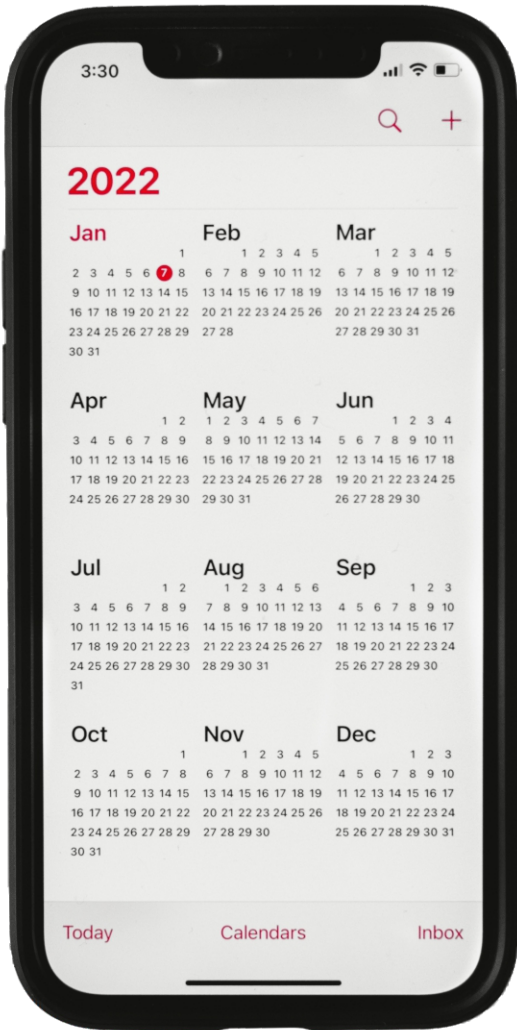 3:30
2022
Jan
1
2 3 4 5 6 7 8
9 10 11 12 13 14 15
16 17 18 19 20 21 22
23 24 25 26 27 28 29
30 31
Feb
1 2 3 4 5
6 7 8 9 10 11 12
13 14 15 16 17 18 19
20 21 22 23 24 25 26
27 28
Mar
1 2 3 4 5
6 7 8 9 10 11 12
13 14 15 16 17 18 19
20 21 22 23 24 25 26
27 28 29 30 31
Apr
1 2
3 4 5 6 7 8 9
10 11 12 13 14 15 16
17 18 19 20 21 22 23
24 25 26 27 28 29 30
May
1 2 3 4 5 6 7
8 9 10 11 12 13 14
15 16 17 18 19 20 21
22 23 24 25 26 27 28
29 30 31
Jun
1 2 3 4
5 6 7 8 9 10 11
12 13 14 15 16 17 18
19 20 21 22 23 24 25
26 27 28 29 30
Jul
1 2
3 4 5 6 7 8 9
10 11 12 13 14 15 16
17 18 19 20 21 22 23
24 25 26 27 28 29 30
31
Aug
1 2 3 4 5 6
7 8 9 10 11 12 13
14 15 16 17 18 19 20
21 22 23 24 25 26 27
28 29 30 31
Sep
1 2 3
4 5 6 7 8 9 10
11 12 13 14 15 16 17
18 19 20 21 22 23 24
25 26 27 28 29 30
Oct
1
2 3 4 5 6 7 8
9 10 11 12 13 14 15
16 17 18 19 20 21 22
23 24 25 26 27 28 29
30 31
Nov
1 2 3 4 5
6 7 8 9 10 11 12
13 14 15 16 17 18 19
20 21 22 23 24 25 26
27 28 29 30
Dec
1 2 3
4 5 6 7 8 9 10
11 12 13 14 15 16 17
18 19 20 21 22 23 24
25 26 27 28 29 30 31
Today Calendars Inbox